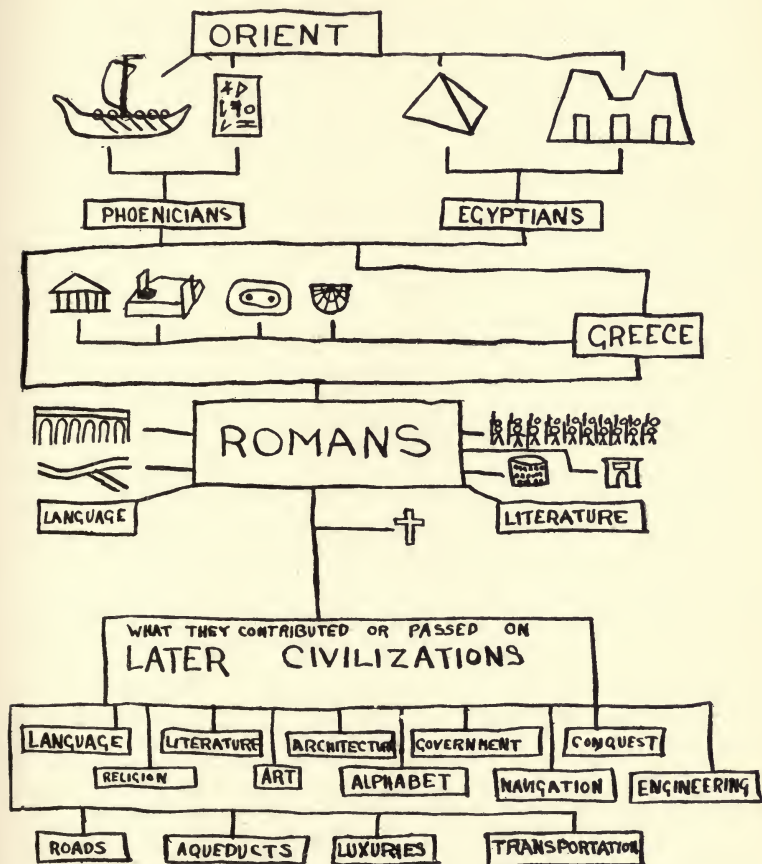 ORIENT
PHOENICIANS
EGYPTIANS
GREECE
ROMANS
LANGUAGE
LITERATURE
WHAT THEY CONTRIBUTED OR PASSED ON
LATER CIVILIZATIONS
LANGUAGE
LITERATURE
ARCHITECTUR
GOVERNMENT
CONQUEST
RELIGION
ART
ALPHABET
NAVIGATION
ENGINEERING
ROADS
AQUEDUCTS
LUXURIES
TRANSPORTATION